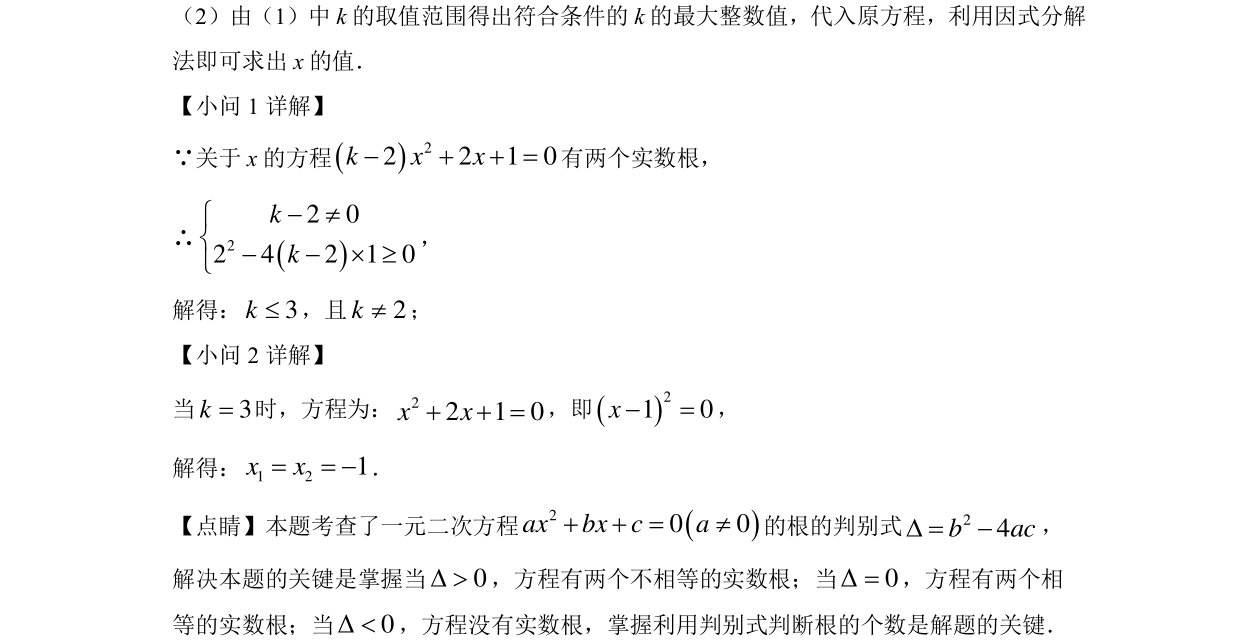 （2）由（1）中 k 的取值范围得出符合条件的 k 的最大整数值，代入原方程，利用因式分解
法即可求出 x 的值．
【小问 1 详解】
∵关于 x 的方程(k−2)x²+2x+1=0有两个实数根，
∴{k−2≠0
2²−4(k−2)×1≥0，
解得：k≤3，且k≠2；
【小问 2 详解】
当k=3时，方程为：x²+2x+1=0，即(x−1)²=0，
解得：x₁=x₂=−1．
【点睛】本题考查了一元二次方程ax²+bx+c=0(a≠0)的根的判别式Δ=b²−4ac，
解决本题的关键是掌握当Δ>0，方程有两个不相等的实数根；当Δ=0，方程有两个相
等的实数根；当Δ<0，方程没有实数根，掌握利用判别式判断根的个数是解题的关键．